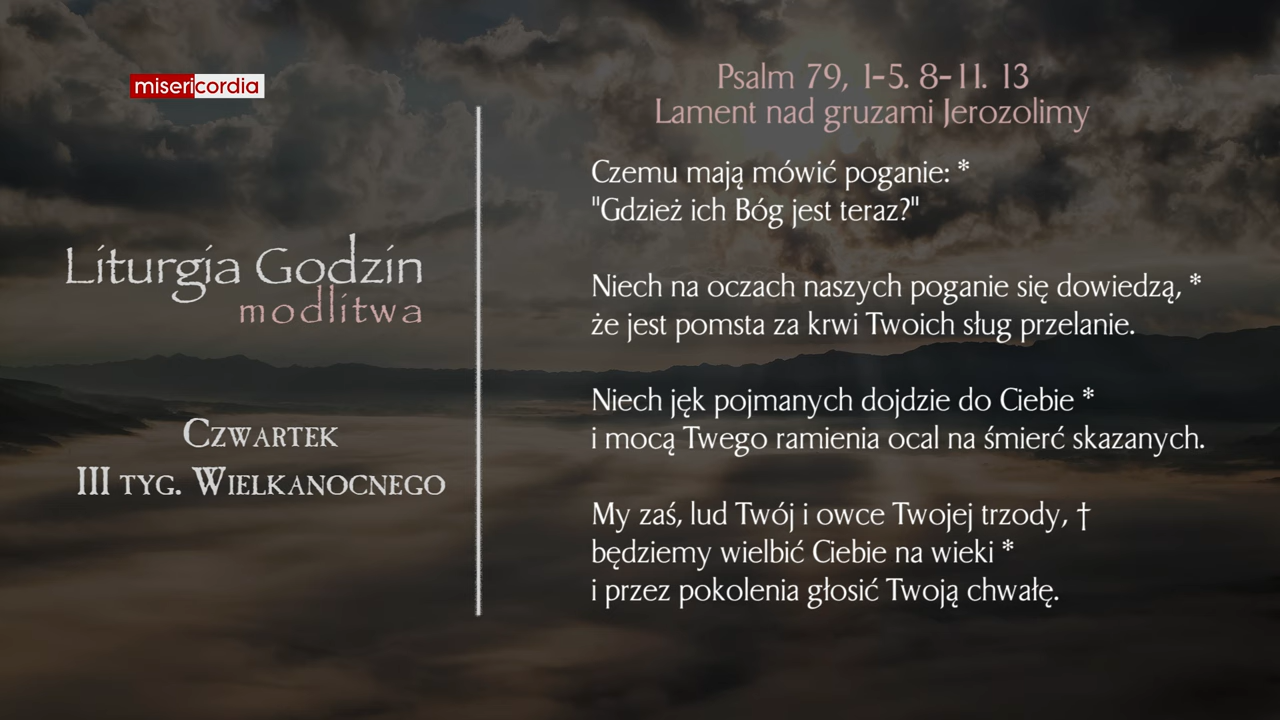 misericordia
Liturgia Godzin
modlitwa
Czwartek
III tyg. Wielkanocnego
Psalm 79, 1-5. 8-11. 13
Lament nad gruzami Jerozolimy
Czemu mają mówić poganie: *
"Gdzież ich Bóg jest teraz?"
Niech na oczach naszych poganie się dowiedzą, *
że jest pomsta za krwi Twoich sług przelanie.
Niech jęk pojmanych dojdzie do Ciebie *
i mocą Twego ramienia ocal na śmierć skazanych.
My zaś, lud Twój i owce Twojej trzody, †
będziemy wielbić Ciebie na wieki *
i przez pokolenia głosić Twoją chwałę.